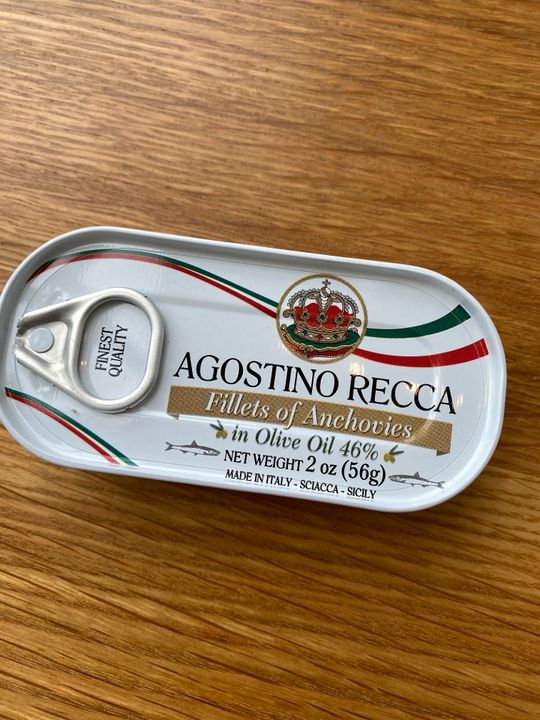 FINEST
QUALITY
AGOSTINO RECCA
Fillets of Anchovies
in Olive Oil 46%
NET WEIGHT 2 oz (56g)
MADE IN ITALY - SCIACCA - SICILY